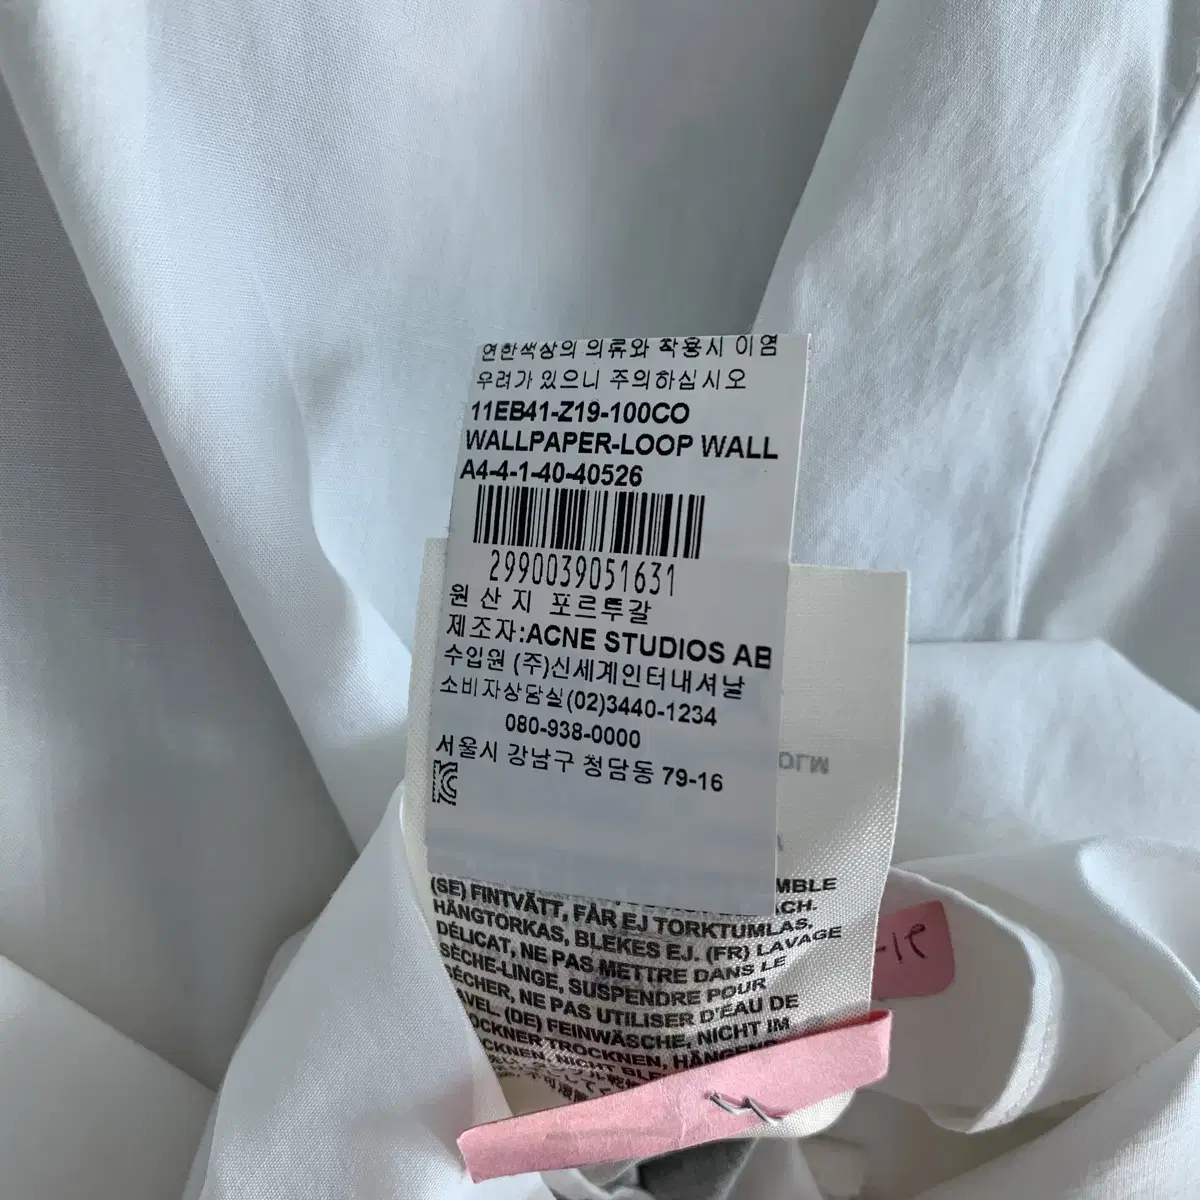 연한색상의 의류와 착용시 이염
우려가 있으니 주의하십시오
11EB41-Z19-100CO
WALLPAPER-LOOP WALL
A4-4-1-40-40526
2990039051631
원 산 지 포르투갈
제조자:ACNE STUDIOS AB
수입원 (주)신세계인터내셔날
소비자상담실(02)3440-1234
080-938-0000
서울시 강남구 청담동 79-16
(SE) FINTVÄTT, FÅR EJ TORKTUMLAS,
HÄNGTORKAS, BLEKES EJ. (FR) LAVAGE
DÉLICAT, NE PAS METTRE DANS LE
SÈCHE-LINGE, SUSPENDRE POUR
SÉCHER, NE PAS UTILISER D'EAU DE
JAVEL. (DE) FEINWÄSCHE, NICHT IM
TROCKNER TROCKNEN,